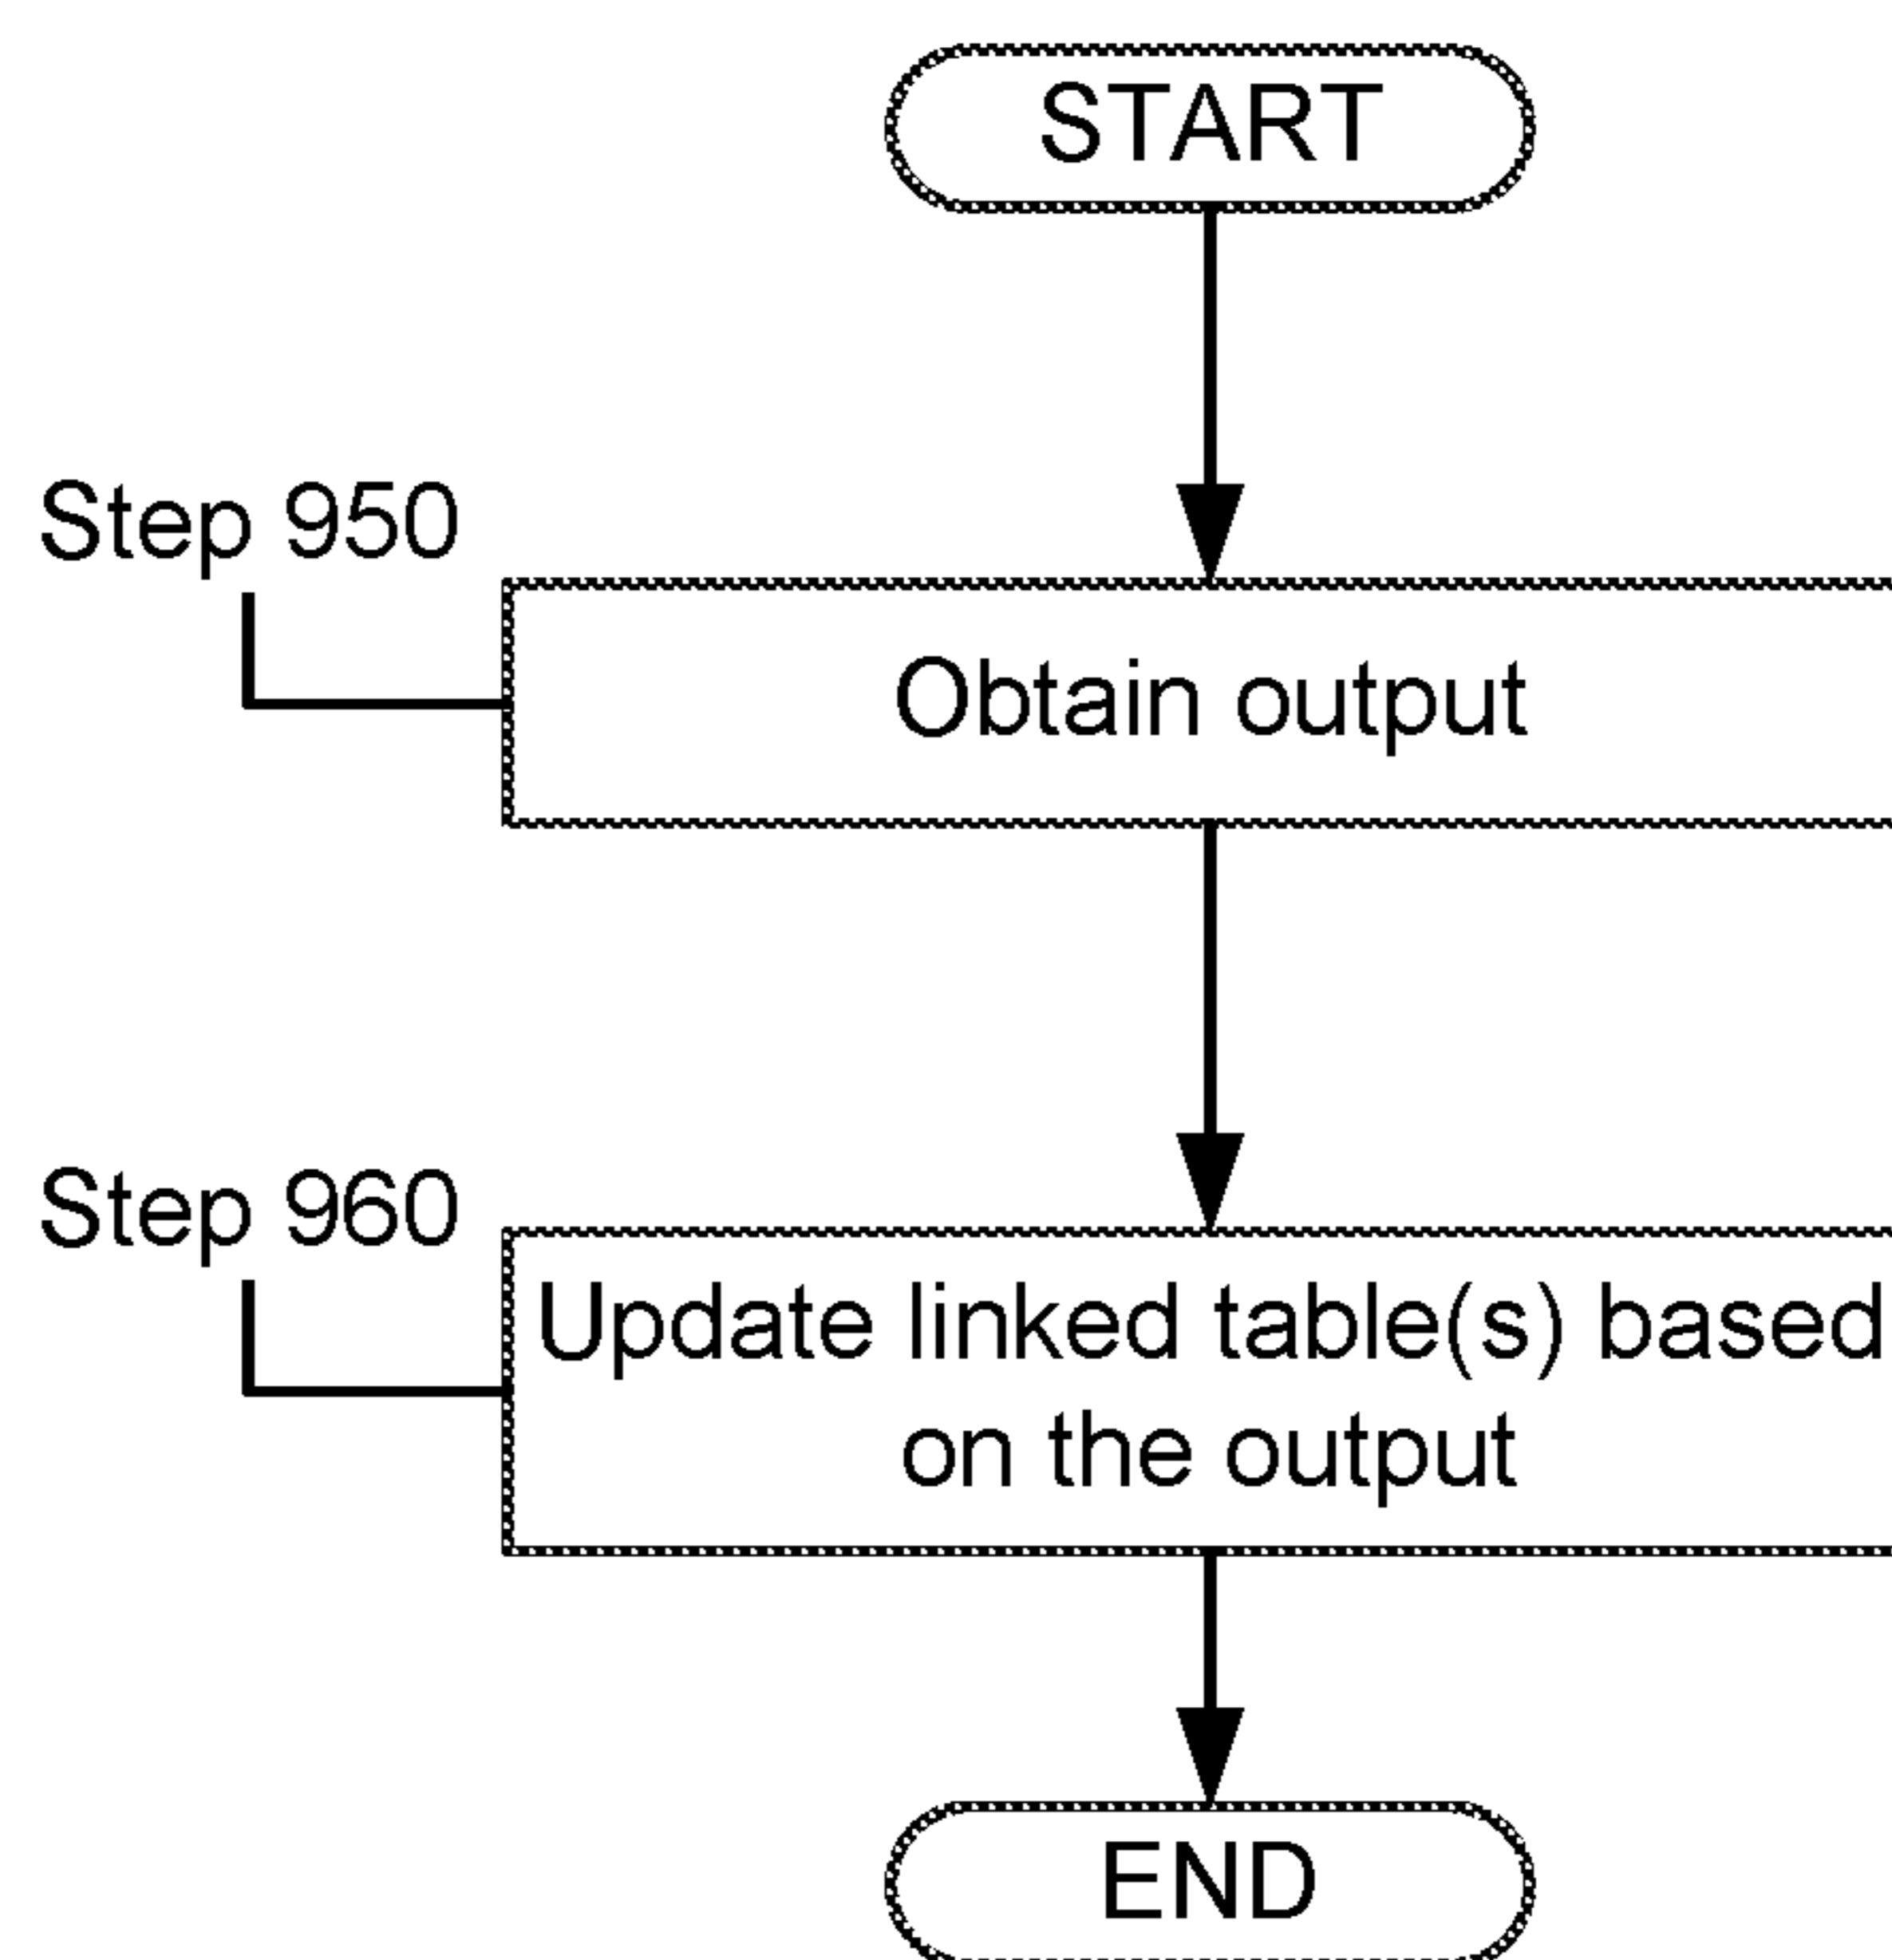 START
Step 950
Obtain output
Step 960
Update linked table(s) based
on the output
END